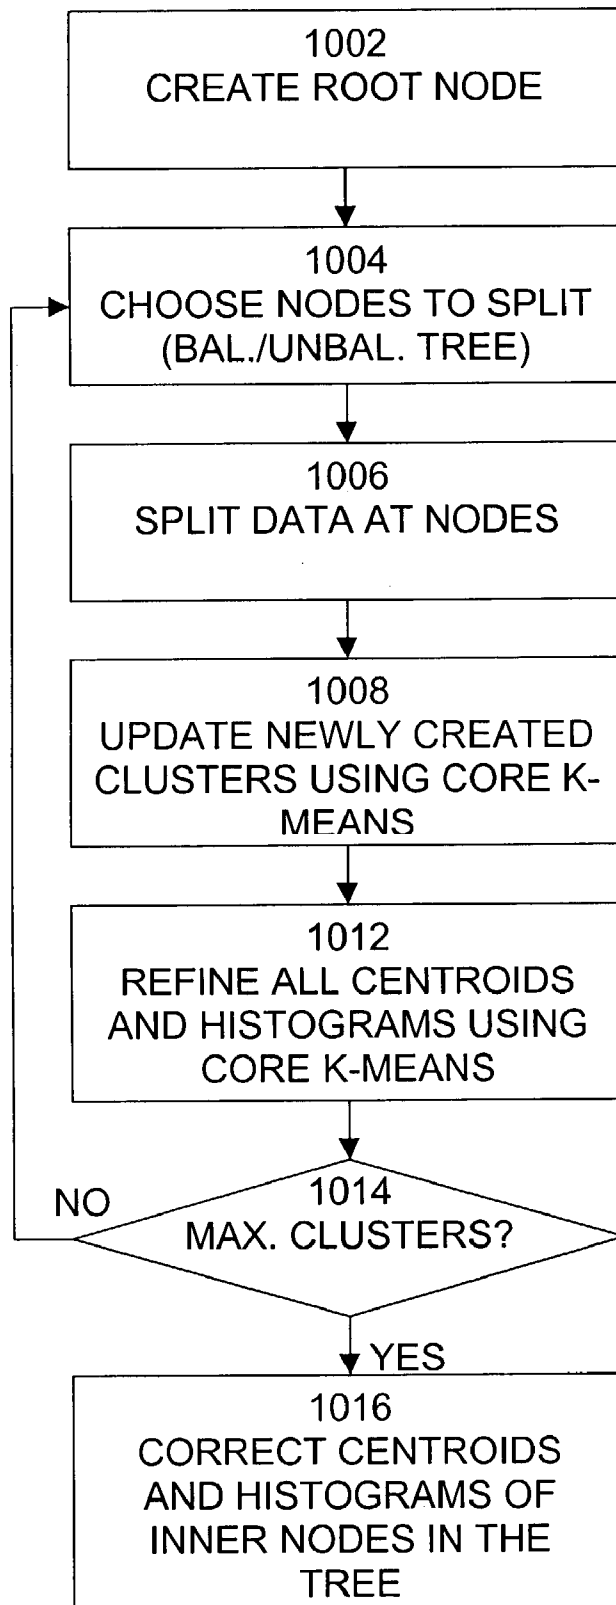 1002
CREATE ROOT NODE
1004
CHOOSE NODES TO SPLIT
(BAL./UNBAL. TREE)
1006
SPLIT DATA AT NODES
1008
UPDATE NEWLY CREATED
CLUSTERS USING CORE K-
MEANS
1012
REFINE ALL CENTROIDS
AND HISTOGRAMS USING
CORE K-MEANS
NO
1014
MAX. CLUSTERS?
YES
1016
CORRECT CENTROIDS
AND HISTOGRAMS OF
INNER NODES IN THE
TREE